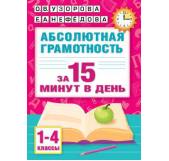 О.В. УЗОРОВА
Е.А. НЕФЁДОВА
АБСОЛЮТНАЯ
ГРАМОТНОСТЬ
ЗА 15
МИНУТ В ДЕНЬ
1-4
КЛАССЫ